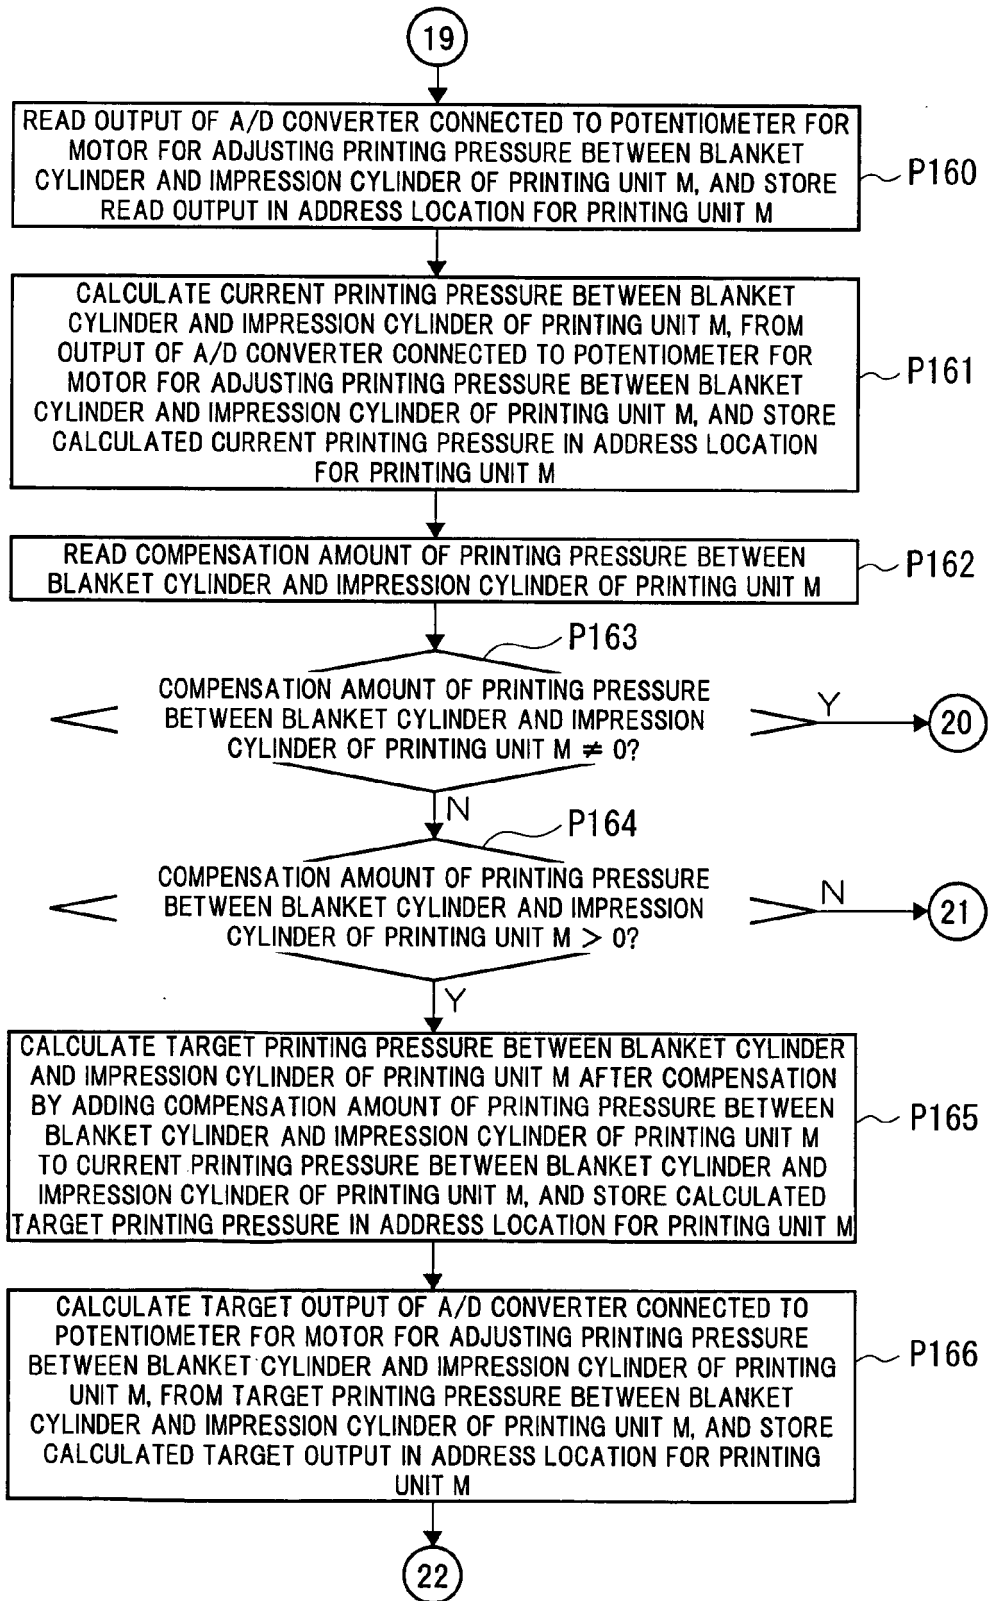 19
READ OUTPUT OF A/D CONVERTER CONNECTED TO POTENTIOMETER FOR
MOTOR FOR ADJUSTING PRINTING PRESSURE BETWEEN BLANKET
CYLINDER AND IMPRESSION CYLINDER OF PRINTING UNIT M, AND STORE
READ OUTPUT IN ADDRESS LOCATION FOR PRINTING UNIT M
P160
CALCULATE CURRENT PRINTING PRESSURE BETWEEN BLANKET
CYLINDER AND IMPRESSION CYLINDER OF PRINTING UNIT M, FROM
OUTPUT OF A/D CONVERTER CONNECTED TO POTENTIOMETER FOR
MOTOR FOR ADJUSTING PRINTING PRESSURE BETWEEN BLANKET
CYLINDER AND IMPRESSION CYLINDER OF PRINTING UNIT M, AND STORE
CALCULATED CURRENT PRINTING PRESSURE IN ADDRESS LOCATION
FOR PRINTING UNIT M
P161
READ COMPENSATION AMOUNT OF PRINTING PRESSURE BETWEEN
BLANKET CYLINDER AND IMPRESSION CYLINDER OF PRINTING UNIT M
P162
P163
COMPENSATION AMOUNT OF PRINTING PRESSURE
BETWEEN BLANKET CYLINDER AND IMPRESSION
CYLINDER OF PRINTING UNIT M ≠ 0?
Y
20
N
P164
COMPENSATION AMOUNT OF PRINTING PRESSURE
BETWEEN BLANKET CYLINDER AND IMPRESSION
CYLINDER OF PRINTING UNIT M > 0?
N
21
Y
CALCULATE TARGET PRINTING PRESSURE BETWEEN BLANKET CYLINDER
AND IMPRESSION CYLINDER OF PRINTING UNIT M AFTER COMPENSATION
BY ADDING COMPENSATION AMOUNT OF PRINTING PRESSURE BETWEEN
BLANKET CYLINDER AND IMPRESSION CYLINDER OF PRINTING UNIT M
TO CURRENT PRINTING PRESSURE BETWEEN BLANKET CYLINDER AND
IMPRESSION CYLINDER OF PRINTING UNIT M, AND STORE CALCULATED
TARGET PRINTING PRESSURE IN ADDRESS LOCATION FOR PRINTING UNIT M
P165
CALCULATE TARGET OUTPUT OF A/D CONVERTER CONNECTED TO
POTENTIOMETER FOR MOTOR FOR ADJUSTING PRINTING PRESSURE
BETWEEN BLANKET CYLINDER AND IMPRESSION CYLINDER OF PRINTING
UNIT M, FROM TARGET PRINTING PRESSURE BETWEEN BLANKET
CYLINDER AND IMPRESSION CYLINDER OF PRINTING UNIT M, AND STORE
CALCULATED TARGET OUTPUT IN ADDRESS LOCATION FOR PRINTING
UNIT M
P166
22